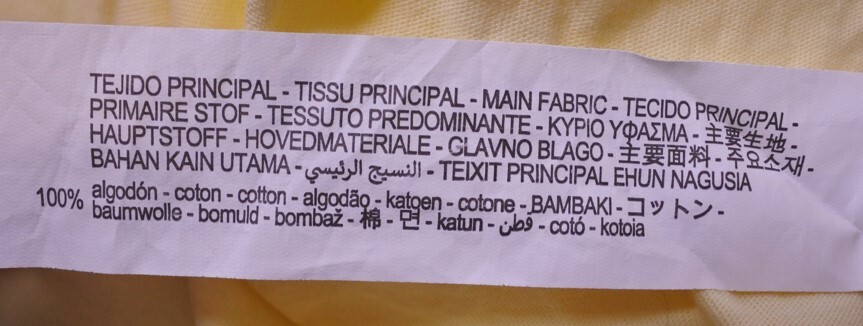 TEJIDO PRINCIPAL - TISSU PRINCIPAL - MAIN FABRIC - TECIDO PRINCIPAL -
PRIMAIRE STOF - TESSUTO PREDOMINANTE - ΚΥΡΙΟ ΥΦΑΣΜΑ - 主要生地 -
HAUPTSTOFF - HOVEDMATERIALE - GLAVNO BLAGO - 主要面料 - 주요소재 -
BAHAN KAIN UTAMA - النسيج الرئيسي - TEIXIT PRINCIPAL EHUN NAGUSIA
100% algodón - coton - cotton - algodão - katoen - cotone - ΒΑΜΒΑΚΙ - コットン -
baumwolle - bomuld - bombaž - 棉 - 면 - katun - قطن - cotó - kotoia